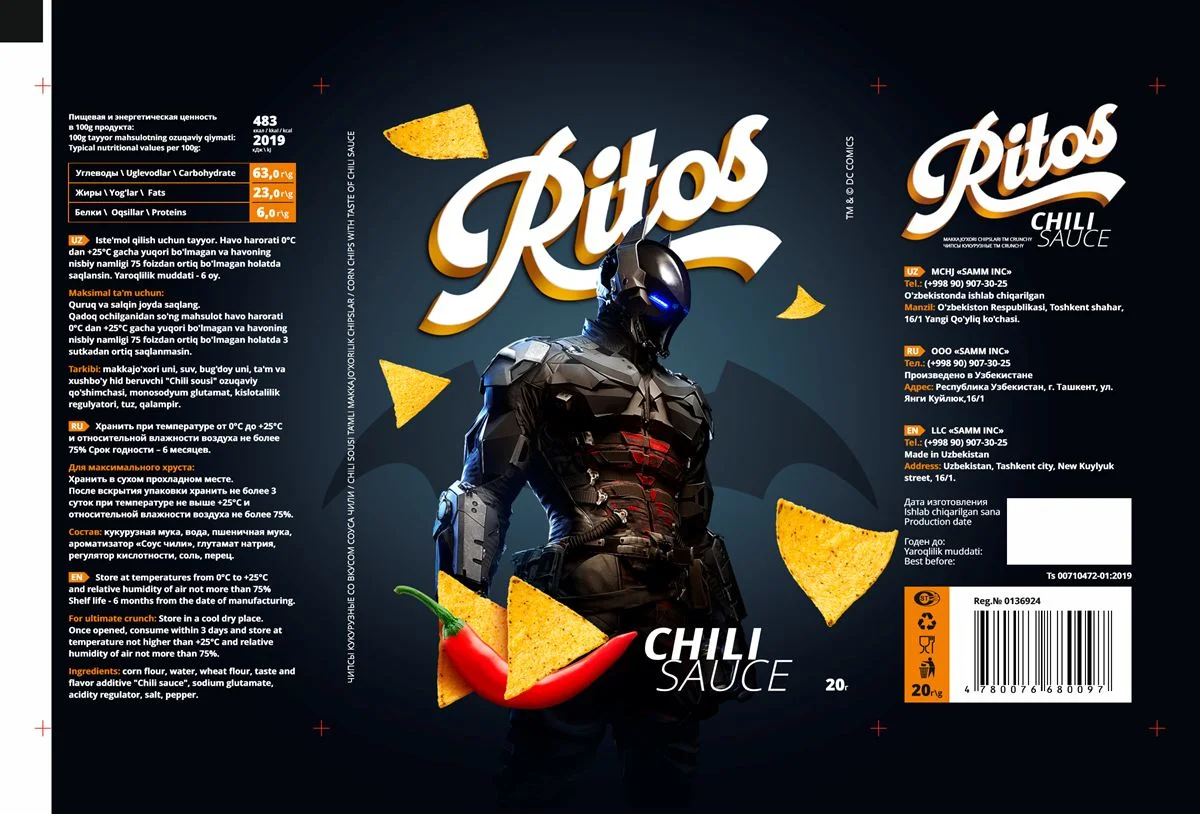 Пищевая и энергетическая ценность
в 100g продукта:
100g tayyor mahsulotning ozuqaviy qiymati:
Typical nutritional values per 100g:
483
ккал / kkal / kcal
2019
кДж \ kj
Углеводы \ Uglevodlar \ Carbohydrate 63,0 г\g
Жиры \ Yog'lar \ Fats 23,0 г\g
Белки \ Oqsillar \ Proteins 6,0 г\g
UZ Iste'mol qilish uchun tayyor. Havo harorati 0°C
dan +25°C gacha yuqori bo'lmagan va havoning
nisbiy namligi 75 foizdan ortiq bo'lmagan holatda
saqlansin. Yaroqlilik muddati - 6 oy.
Maksimal ta'm uchun:
Quruq va salqin joyda saqlang.
Qadoq ochilganidan so'ng mahsulot havo harorati
0°C dan +25°C gacha yuqori bo'lmagan va havoning
nisbiy namligi 75 foizdan ortiq bo'lmagan holatda 3
sutkadan ortiq saqlanmasin.
Tarkibi: makkajo'xori uni, suv, bug'doy uni, ta'm va
xushbo'y hid beruvchi "Chili sousi" ozuqaviy
qo'shimchasi, monosodyum glutamat, kislotalilik
regulyatori, tuz, qalampir.
RU Хранить при температуре от 0°C до +25°C
и относительной влажности воздуха не более
75% Срок годности – 6 месяцев.
Для максимального хруста:
Хранить в сухом прохладном месте.
После вскрытия упаковки хранить не более 3
суток при температуре не выше +25°C и
относительной влажности воздуха не более 75%.
Состав: кукурузная мука, вода, пшеничная мука,
ароматизатор «Соус чили», глутамат натрия,
регулятор кислотности, соль, перец.
EN Store at temperatures from 0°C to +25°C
and relative humidity of air not more than 75%
Shelf life - 6 months from the date of manufacturing.
For ultimate crunch: Store in a cool dry place.
Once opened, consume within 3 days and store at
temperature not higher than +25°C and relative
humidity of air not more than 75%.
Ingredients: corn flour, water, wheat flour, taste and
flavor additive "Chili sauce", sodium glutamate,
acidity regulator, salt, pepper.
ЧИПСЫ КУКУРУЗНЫЕ СО ВКУСОМ СОУСА ЧИЛИ / CHILI SOUSI TA'MLI MAKKAJO'XORILIK CHIPSLAR / CORN CHIPS WITH TASTE OF CHILI SAUCE
Ritos
TM & © DC COMICS
CHILI
SAUCE
20г
Ritos
CHILI
SAUCE
MAKKAJO'XORI CHIPSLARI TM CRUNCHY
ЧИПСЫ КУКУРУЗНЫЕ TM CRUNCHY
UZ MCHJ «SAMM INC»
Tel.: (+998 90) 907-30-25
O'zbekistonda ishlab chiqarilgan
Manzil: O'zbekiston Respublikasi, Toshkent shahar,
16/1 Yangi Qo'yliq ko'chasi.
RU ООО «SAMM INC»
Тел.: (+998 90) 907-30-25
Произведено в Узбекистане
Адрес: Республика Узбекистан, г. Ташкент, ул.
Янги Куйлюк,16/1
EN LLC «SAMM INC»
Tel.: (+998 90) 907-30-25
Made in Uzbekistan
Address: Uzbekistan, Tashkent city, New Kuylyuk
street, 16/1.
Дата изготовления
Ishlab chiqarilgan sana
Production date
Годен до:
Yaroqlilik muddati:
Best before:
Ts 00710472-01:2019
Reg.№ 0136924
20г\g
4 780076 680097